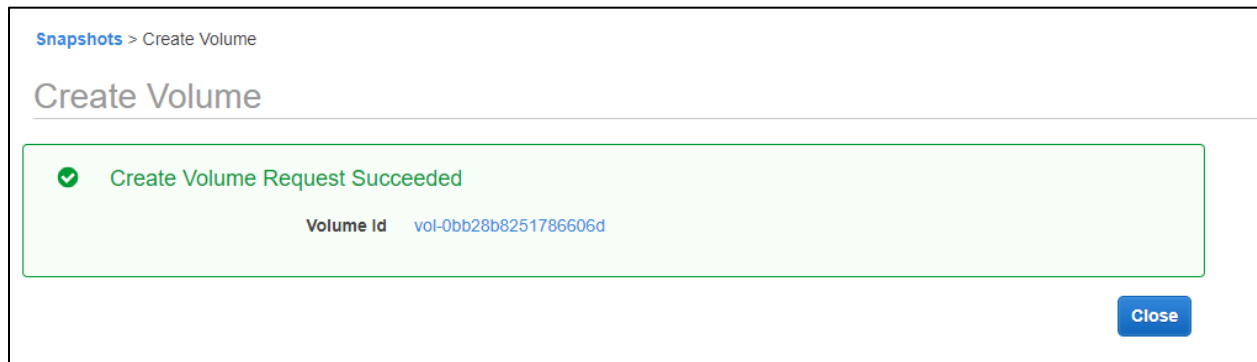 Snapshots > Create Volume
Create Volume
Create Volume Request Succeeded
Volume Id vol-0bb28b8251786606d
Close